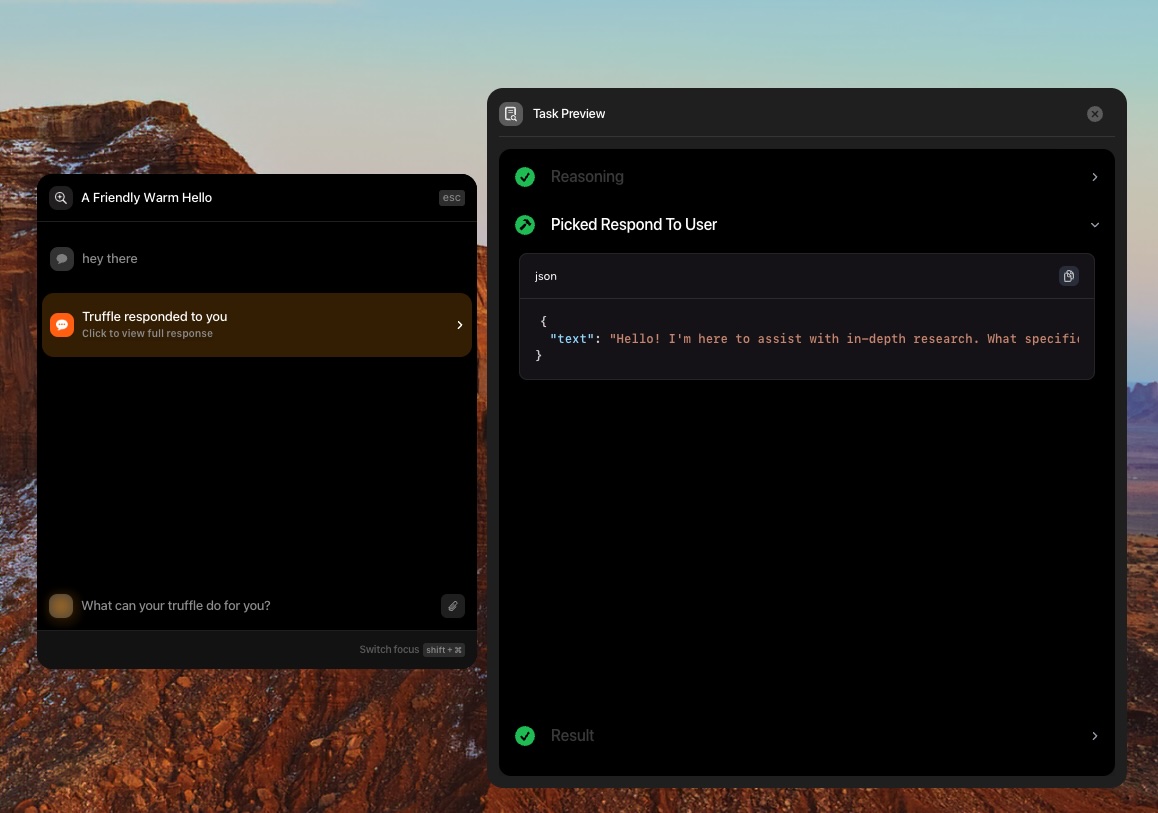 A Friendly Warm Hello
esc
hey there
Truffle responded to you
Click to view full response
What can your truffle do for you?
Switch focus shift + ⌘
Task Preview
Reasoning
Picked Respond To User
json
{
"text": "Hello! I'm here to assist with in-depth research. What specific
}
Result